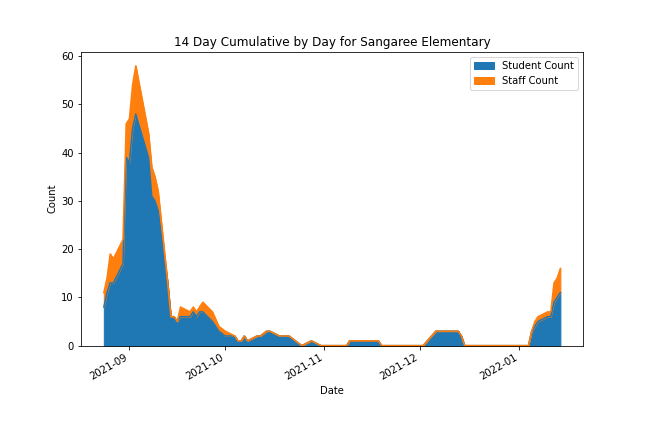 14 Day Cumulative by Day for Sangaree Elementary
60
50
40
30
20
10
0
Count
Student Count
Staff Count
2021-09
2021-10
2021-11
2021-12
2022-01
Date